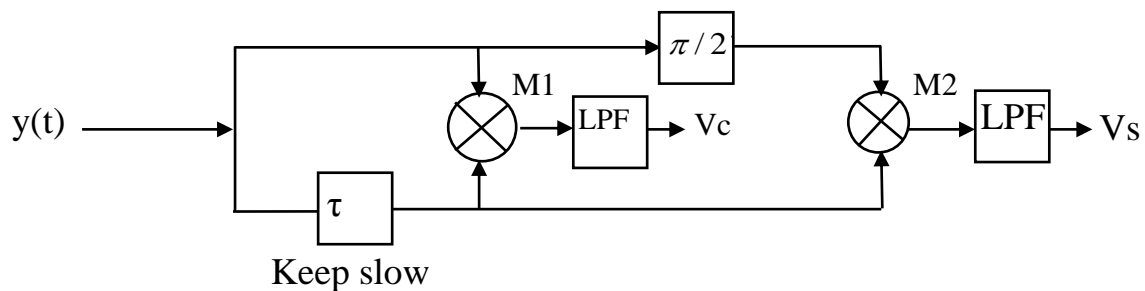 π / 2
M1
M2
y(t)
LPF
Vc
LPF
Vs
τ
Keep slow